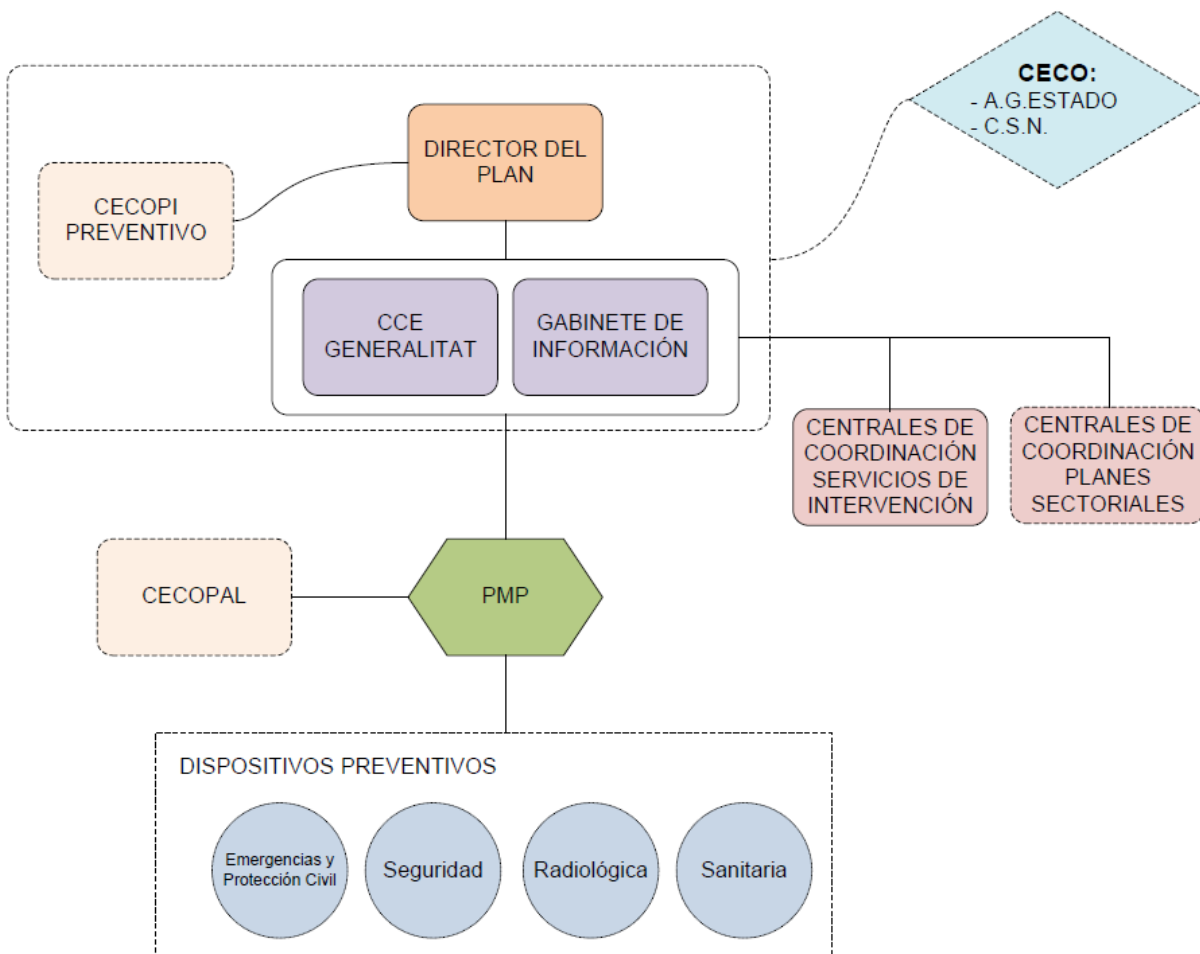 CECO:
- A.G.ESTADO
- C.S.N.
DIRECTOR DEL
PLAN
CECOPI
PREVENTIVO
CCE
GENERALITAT
GABINETE DE
INFORMACIÓN
CENTRALES DE
COORDINACIÓN
SERVICIOS DE
INTERVENCIÓN
CENTRALES DE
COORDINACIÓN
PLANES
SECTORIALES
CECOPAL
PMP
DISPOSITIVOS PREVENTIVOS
Emergencias y
Protección Civil
Seguridad
Radiológica
Sanitaria